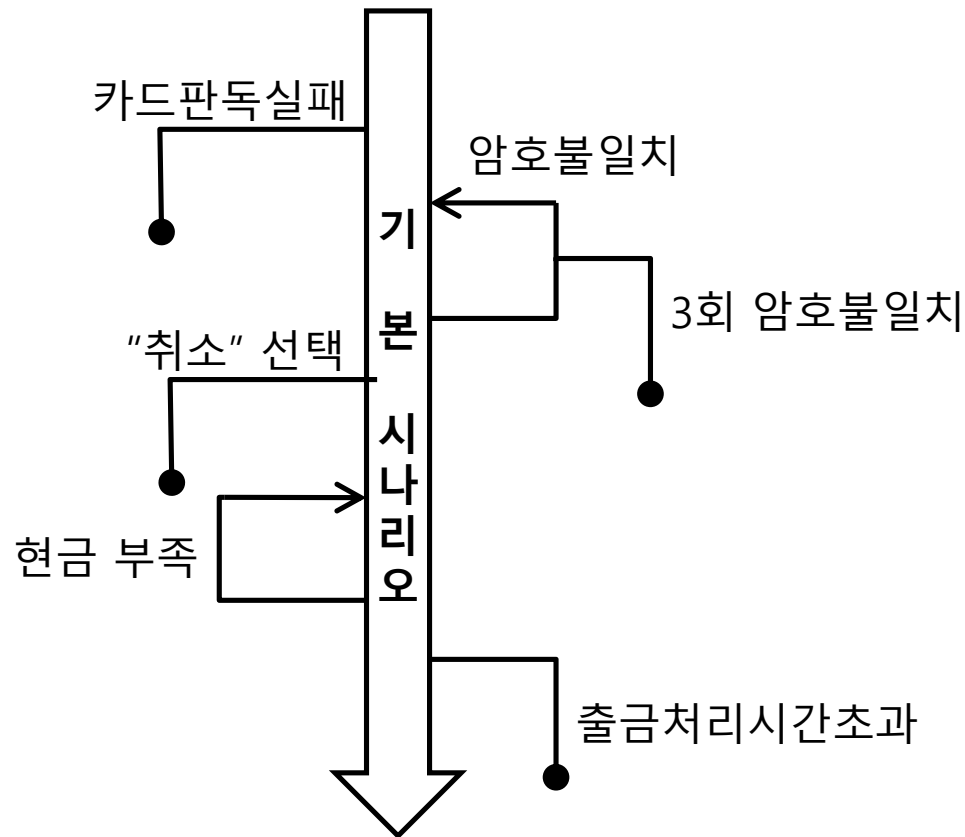 카드판독실패
암호불일치
기본 시나리오
3회 암호불일치
"취소" 선택
현금 부족
출금처리시간초과